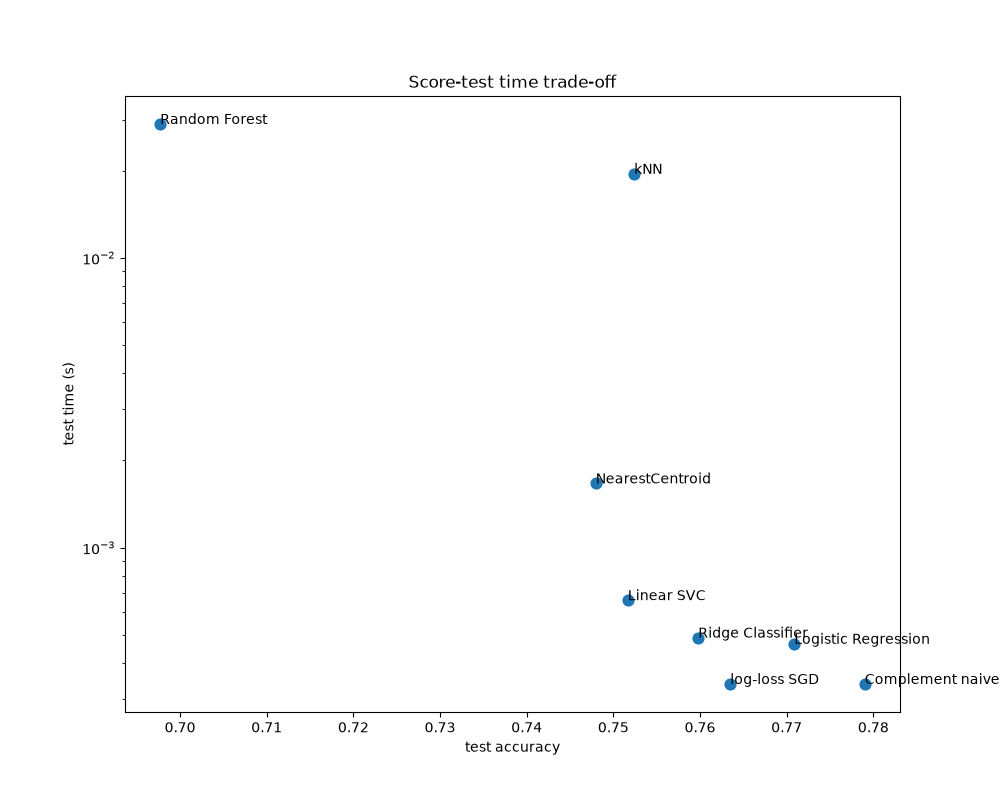 Score-test time trade-off
Random Forest
kNN
10⁻²
test time (s)
NearestCentroid
10⁻³
Linear SVC
Ridge Classifier
Logistic Regression
log-loss SGD
Complement naive
0.70 0.71 0.72 0.73 0.74 0.75 0.76 0.77 0.78
test accuracy